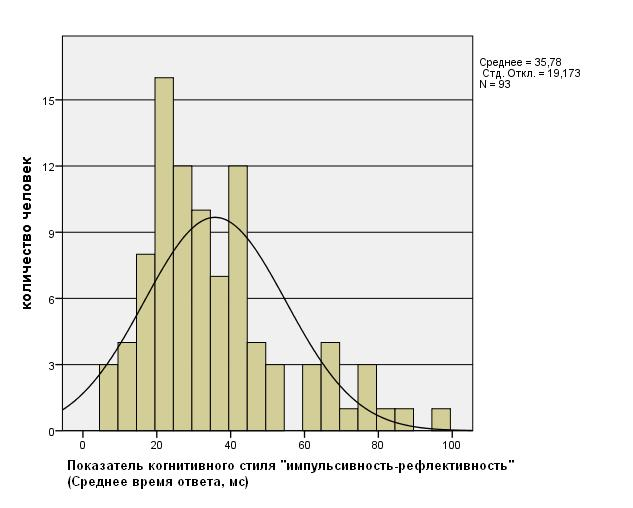 Среднее = 35,78
Стд. Откл. = 19,173
N = 93
количество человек
15
12
9
6
3
0
0 20 40 60 80 100
Показатель когнитивного стиля "импульсивность-рефлективность"
(Среднее время ответа, мс)